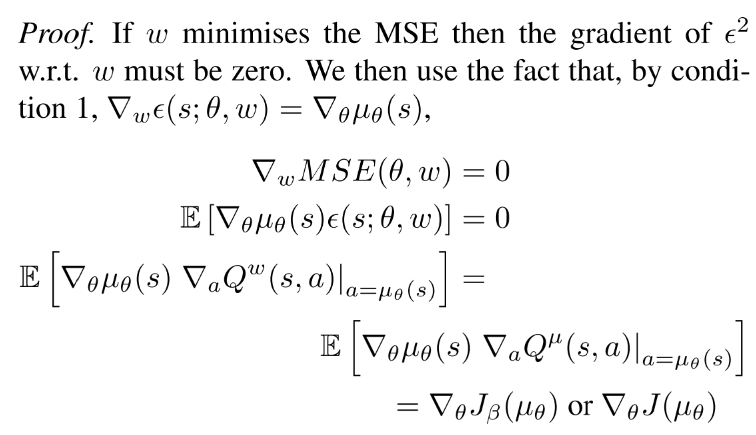 Proof. If w minimises the MSE then the gradient of ϵ²
w.r.t. w must be zero. We then use the fact that, by condi-
tion 1, ∇_w ϵ(s; θ, w) = ∇_θ μ_θ(s),
∇_w MSE(θ, w) = 0
𝔼 [∇_θ μ_θ(s)ϵ(s; θ, w)] = 0
𝔼 [∇_θ μ_θ(s) ∇_a Q^w(s, a)|_{a=μ_θ(s)}] =
𝔼 [∇_θ μ_θ(s) ∇_a Q^μ(s, a)|_{a=μ_θ(s)}]
= ∇_θ J_β(μ_θ) or ∇_θ J(μ_θ)